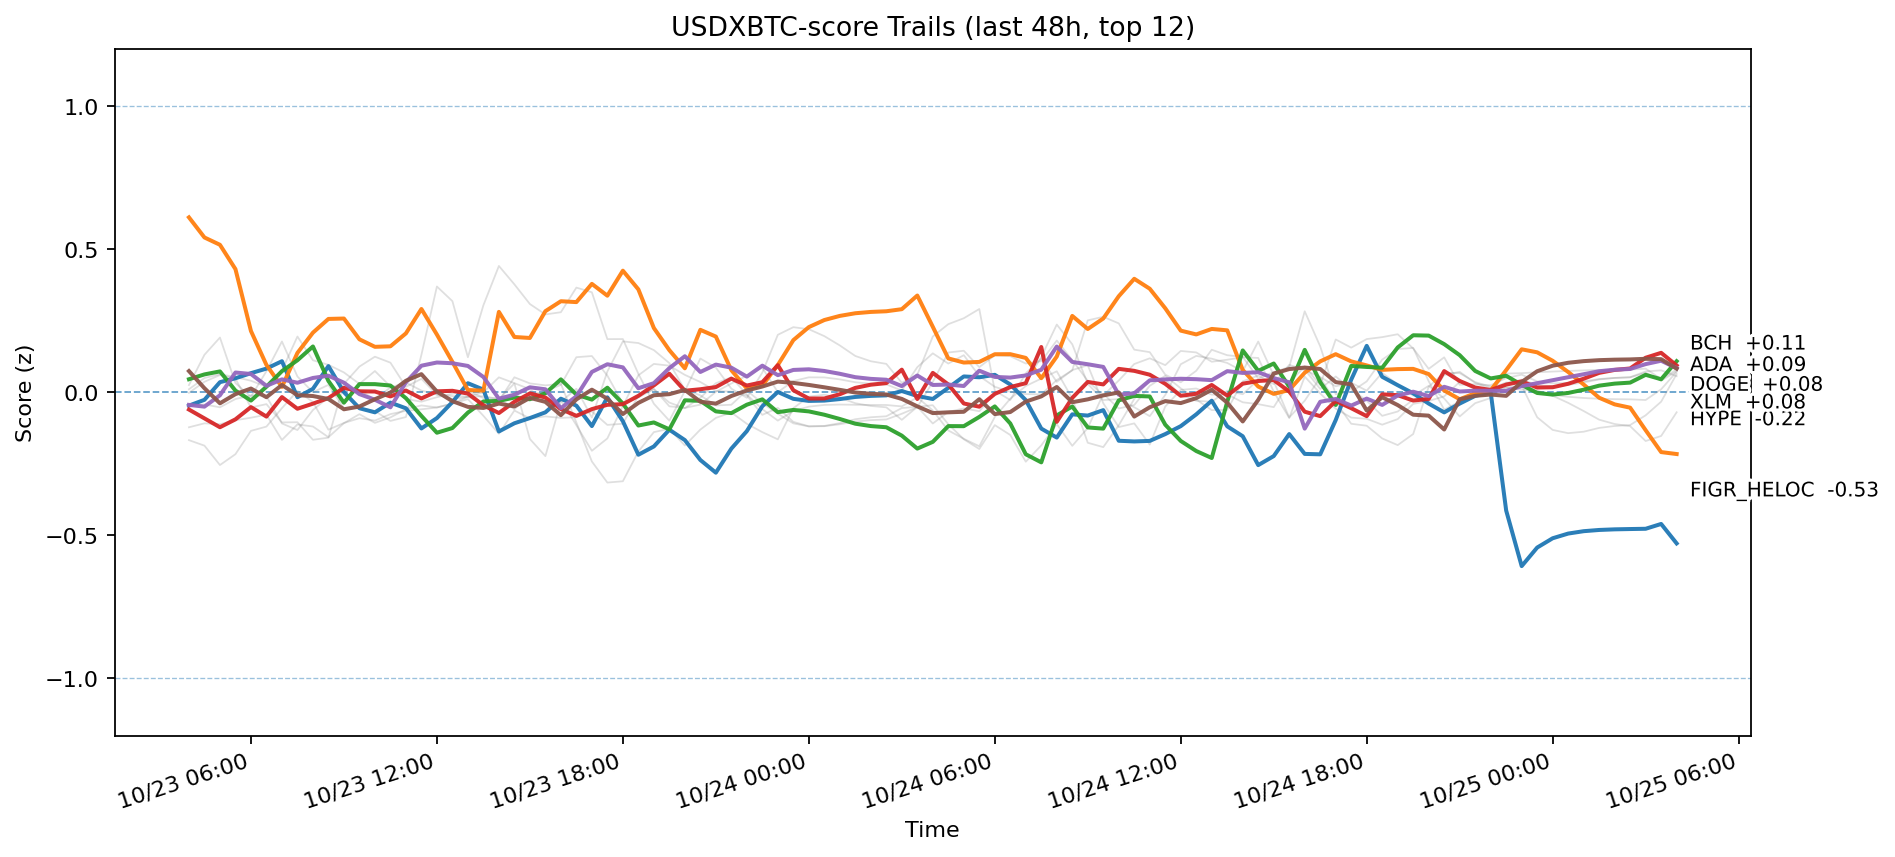 USDXBTC-score Trails (last 48h, top 12)
Score (z)
1.0
0.5
0.0
−0.5
−1.0
BCH +0.11
ADA +0.09
DOGE +0.08
XLM +0.08
HYPE -0.22
FIGR_HELOC -0.53
10/23 06:00
10/23 12:00
10/23 18:00
10/24 00:00
10/24 06:00
10/24 12:00
10/24 18:00
10/25 00:00
10/25 06:00
Time